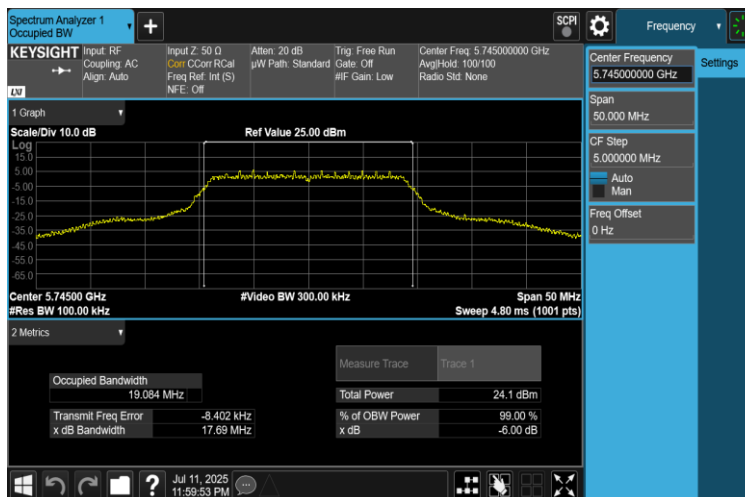 Spectrum Analyzer 1
Occupied BW
SCPI
Frequency
KEYSIGHT
Input: RF
Coupling: AC
Align: Auto
Input Z: 50 Ω
Corr CCorr RCal
Freq Ref: Int (S)
NFE: Off
Atten: 20 dB
µW Path: Standard
Trig: Free Run
Gate: Off
#IF Gain: Low
Center Freq: 5.745000000 GHz
Avg|Hold: 100/100
Radio Std: None
LXI
Center Frequency
5.745000000 GHz
Settings
Span
50.000 MHz
CF Step
5.000000 MHz
Auto
Man
Freq Offset
0 Hz
1 Graph
Scale/Div 10.0 dB
Ref Value 25.00 dBm
Log
15.0
5.00
-5.00
-15.0
-25.0
-35.0
-45.0
-55.0
-65.0
Center 5.74500 GHz
#Video BW 300.00 kHz
Span 50 MHz
#Res BW 100.00 kHz
Sweep 4.80 ms (1001 pts)
2 Metrics
Measure Trace
Trace 1
Occupied Bandwidth
19.084 MHz
Total Power
24.1 dBm
Transmit Freq Error
-8.402 kHz
% of OBW Power
99.00 %
x dB Bandwidth
17.69 MHz
x dB
-6.00 dB
Jul 11, 2025
11:59:53 PM